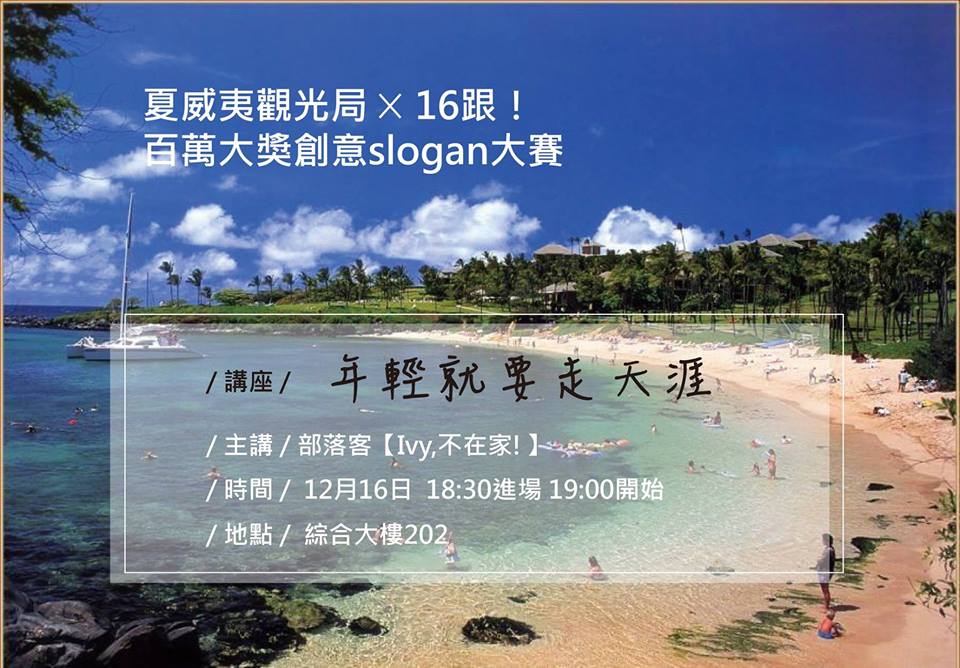 夏威夷觀光局 × 16跟！
百萬大獎創意slogan大賽
/ 講座 / 年輕就要走天涯
/ 主講 / 部落客【Ivy,不在家! 】
/ 時間 / 12月16日 18:30進場 19:00開始
/ 地點 / 綜合大樓202